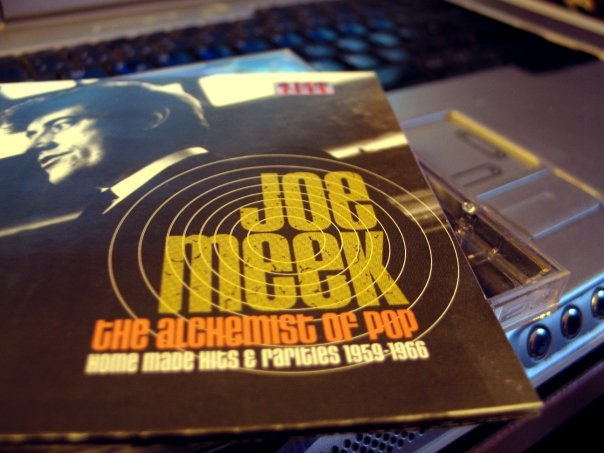 JOE
meek
the alchemist of pop
Home made Hits & rarities 1959-1966